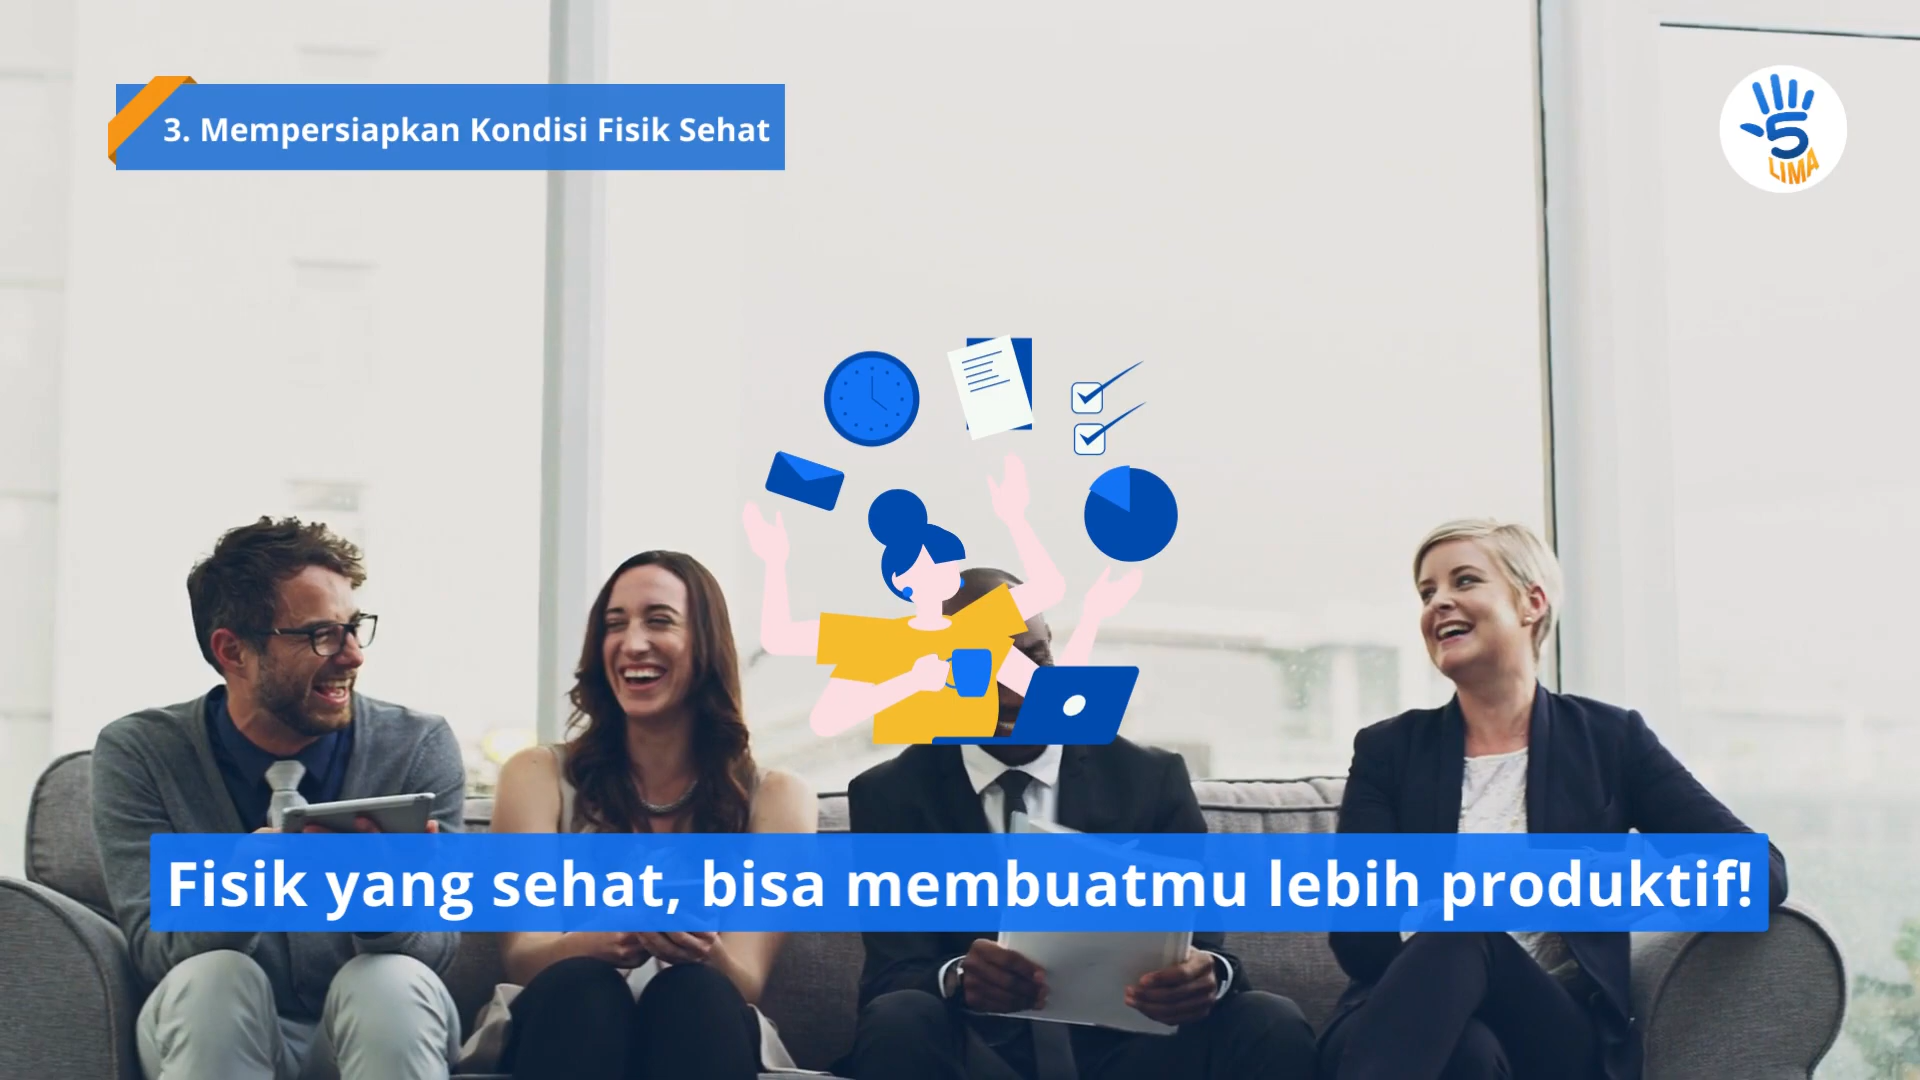 3. Mempersiapkan Kondisi Fisik Sehat
5
LIMA
Fisik yang sehat, bisa membuatmu lebih produktif!